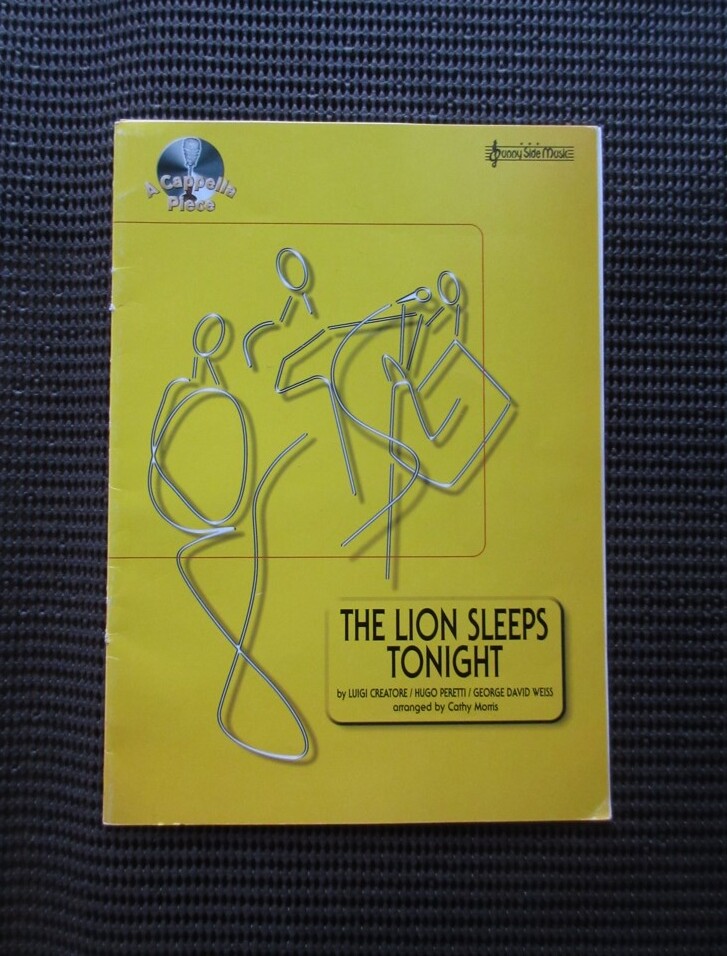 A Cappella
Piece
Sunny Side Music
THE LION SLEEPS
TONIGHT
by LUIGI CREATORE / HUGO PERETTI / GEORGE DAVID WEISS
arranged by Cathy Morris